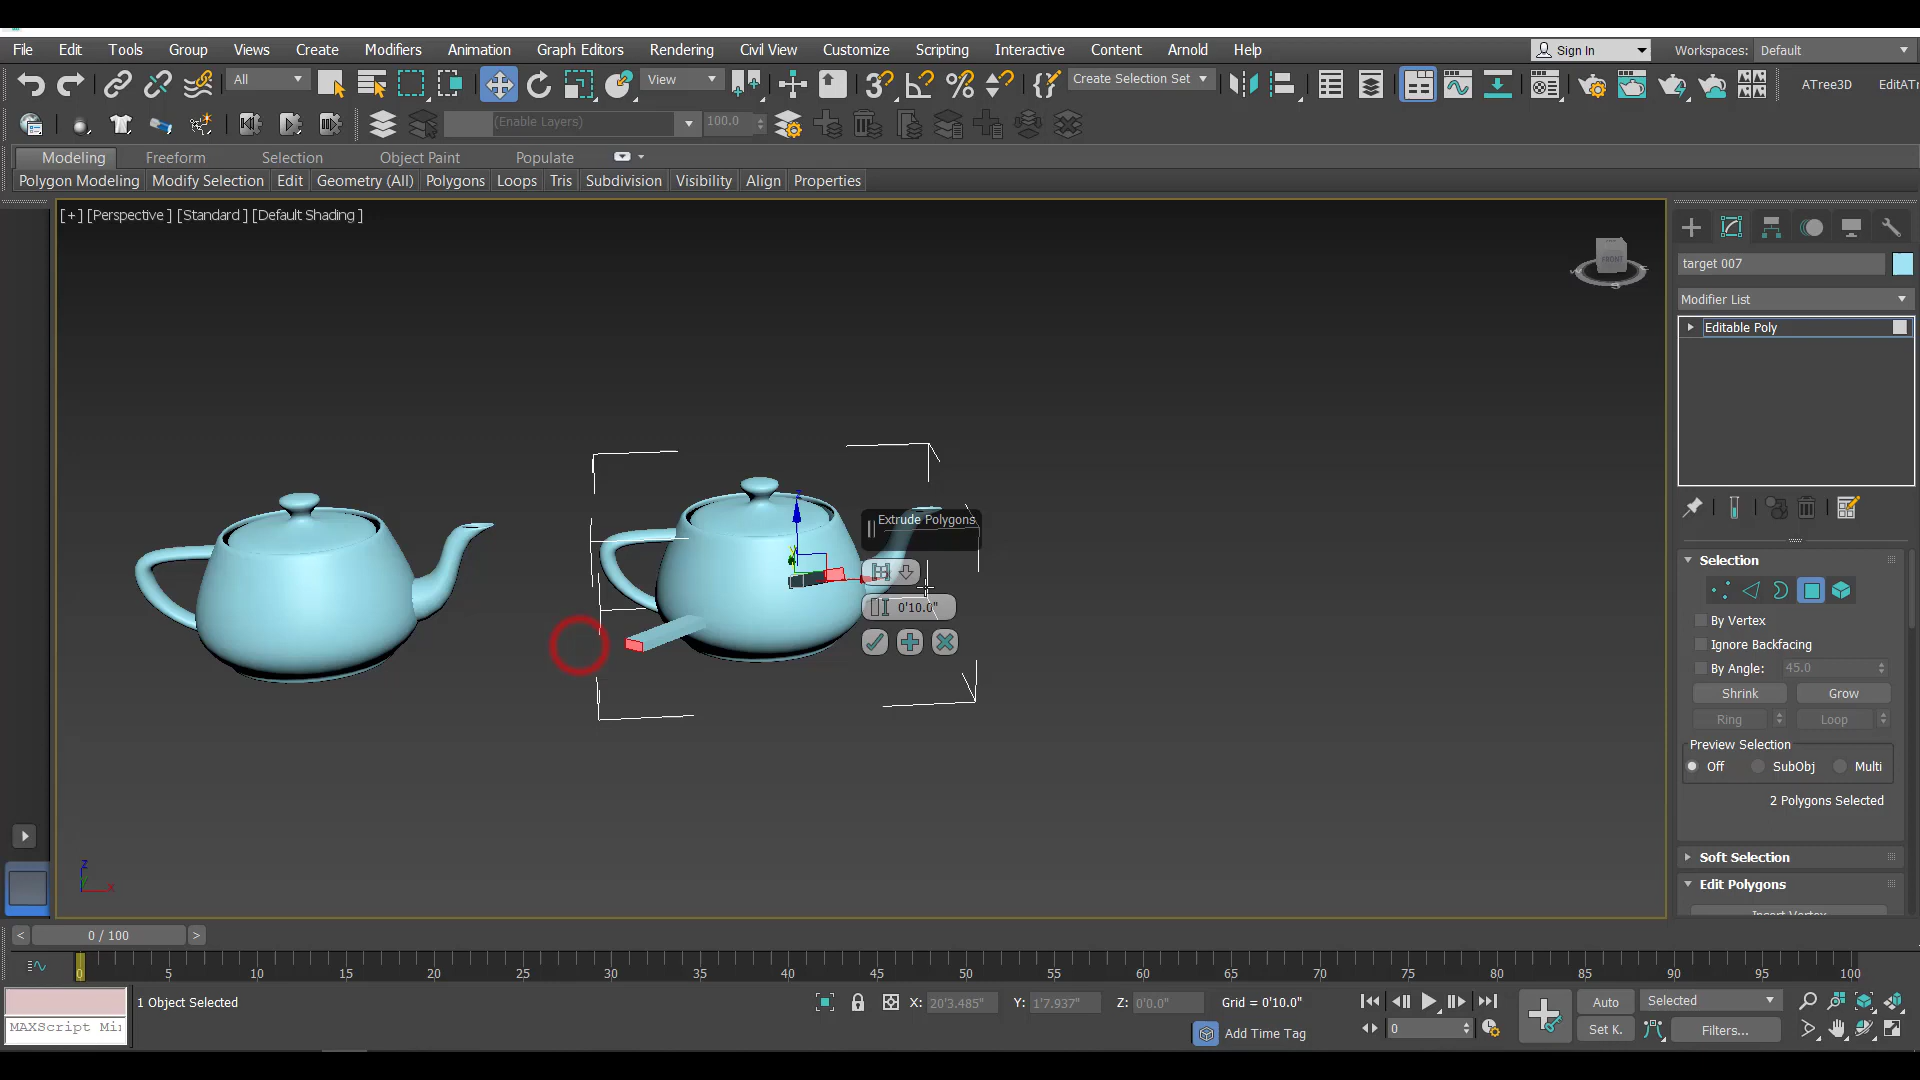 File Edit Tools Group Views Create Modifiers Animation Graph Editors Rendering Civil View Customize Scripting Interactive Content Arnold Help Sign In Workspaces: Default
All View Create Selection Set ATree3D EditATr
(Enable Layers) 100.0
Modeling Freeform Selection Object Paint Populate
Polygon Modeling Modify Selection Edit Geometry (All) Polygons Loops Tris Subdivision Visibility Align Properties
[+] [Perspective ] [Standard ] [Default Shading ]
FRONT
S
target 007
Modifier List
Editable Poly
Extrude Polygons
0'10.0"
Selection
By Vertex
Ignore Backfacing
By Angle: 45.0
Shrink Grow
Ring Loop
Preview Selection
Off SubObj Multi
2 Polygons Selected
Soft Selection
Edit Polygons
Insert Vertex
z
x
< 0 / 100 >
0 5 10 15 20 25 30 35 40 45 50 55 60 65 70 75 80 85 90 95 100
1 Object Selected X: 20'3.485" Y: 1'7.937" Z: 0'0.0" Grid = 0'10.0" Auto Selected
MAXScript Mi Add Time Tag 0 Set K. Filters...